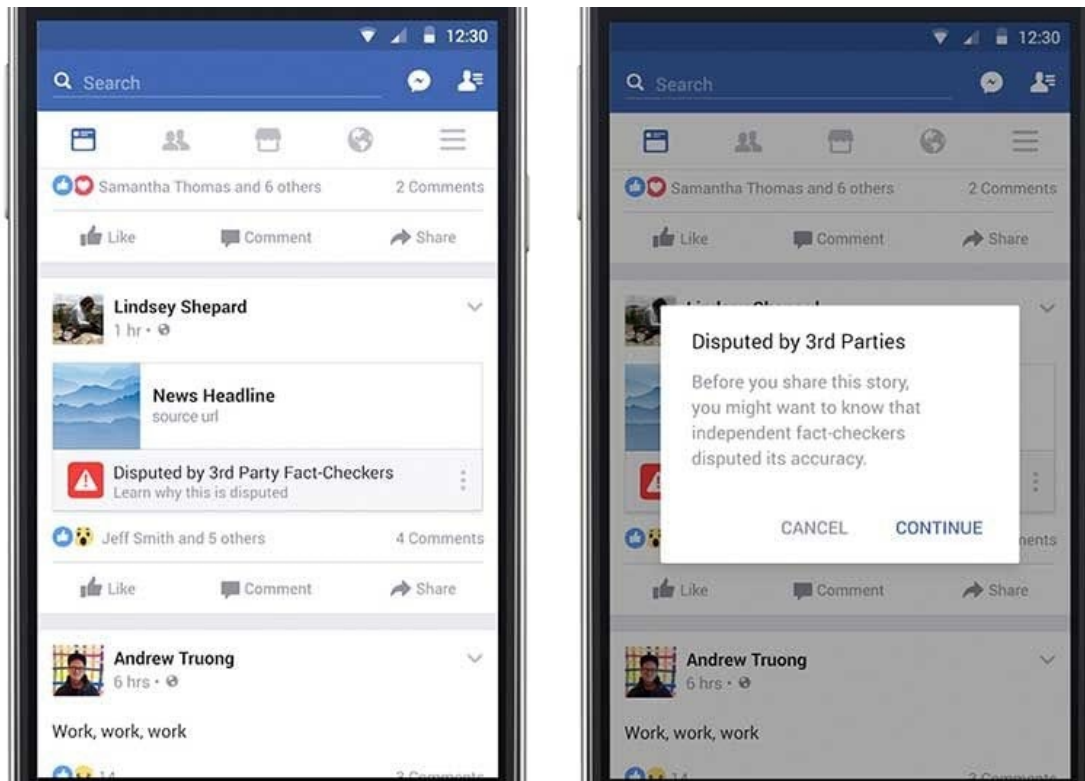 12:30
Search
Samantha Thomas and 6 others 2 Comments
Like Comment Share
Lindsey Shepard
1 hr •
News Headline
source url
Disputed by 3rd Party Fact-Checkers
Learn why this is disputed
Jeff Smith and 5 others 4 Comments
Like Comment Share
Andrew Truong
6 hrs •
Work, work, work
14 3 Comments
12:30
Search
Samantha Thomas and 6 others 2 Comments
Like Comment Share
Disputed by 3rd Parties
Before you share this story,
you might want to know that
independent fact-checkers
disputed its accuracy.
CANCEL CONTINUE
Like Comment Share
Andrew Truong
6 hrs •
Work, work, work